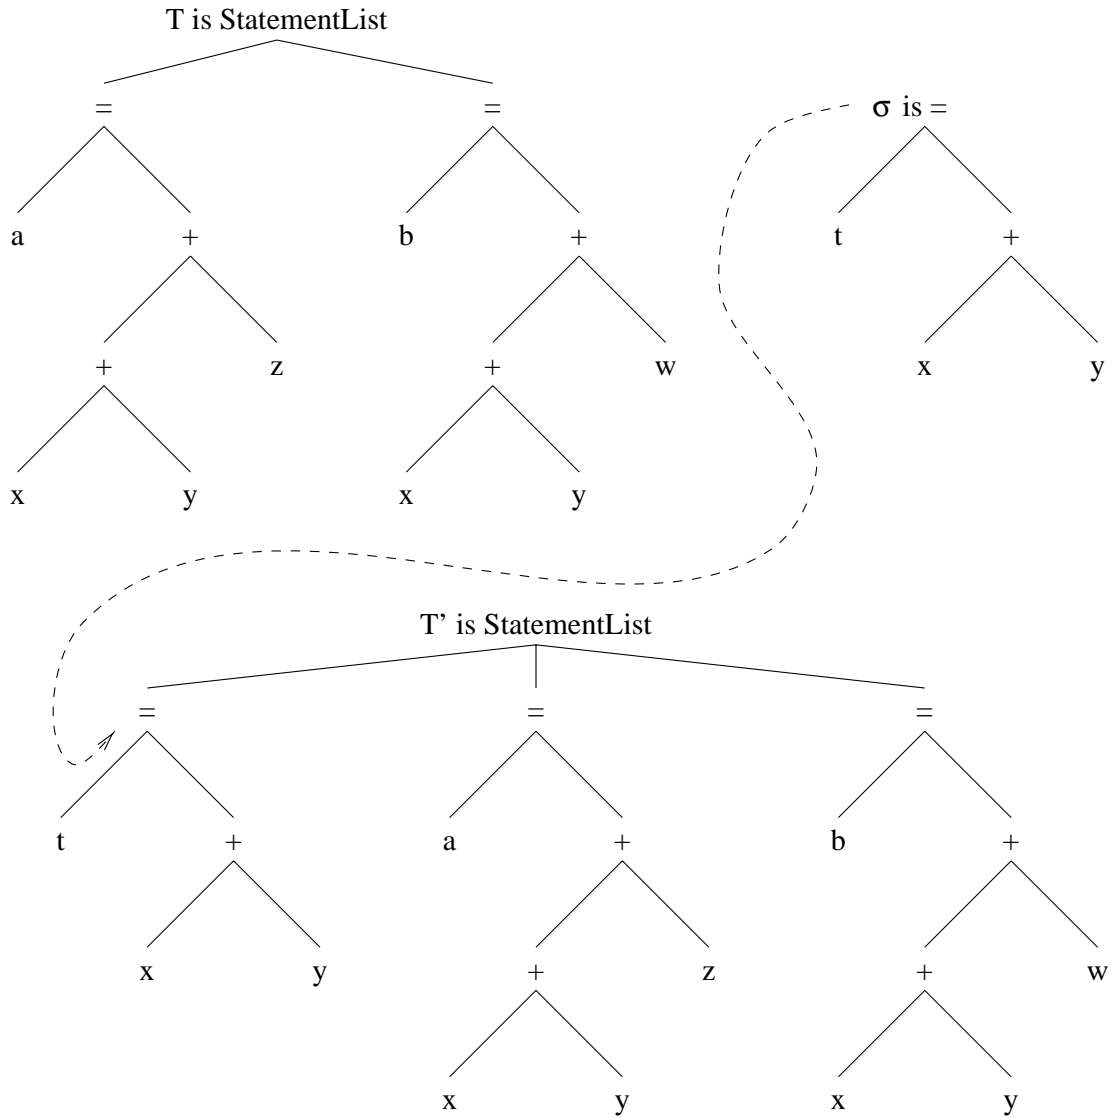 T is StatementList
= = σ is =
a + b + t +
+ z + w x y
x y x y
T' is StatementList
= = =
t + a + b +
x y + z + w
x y x y